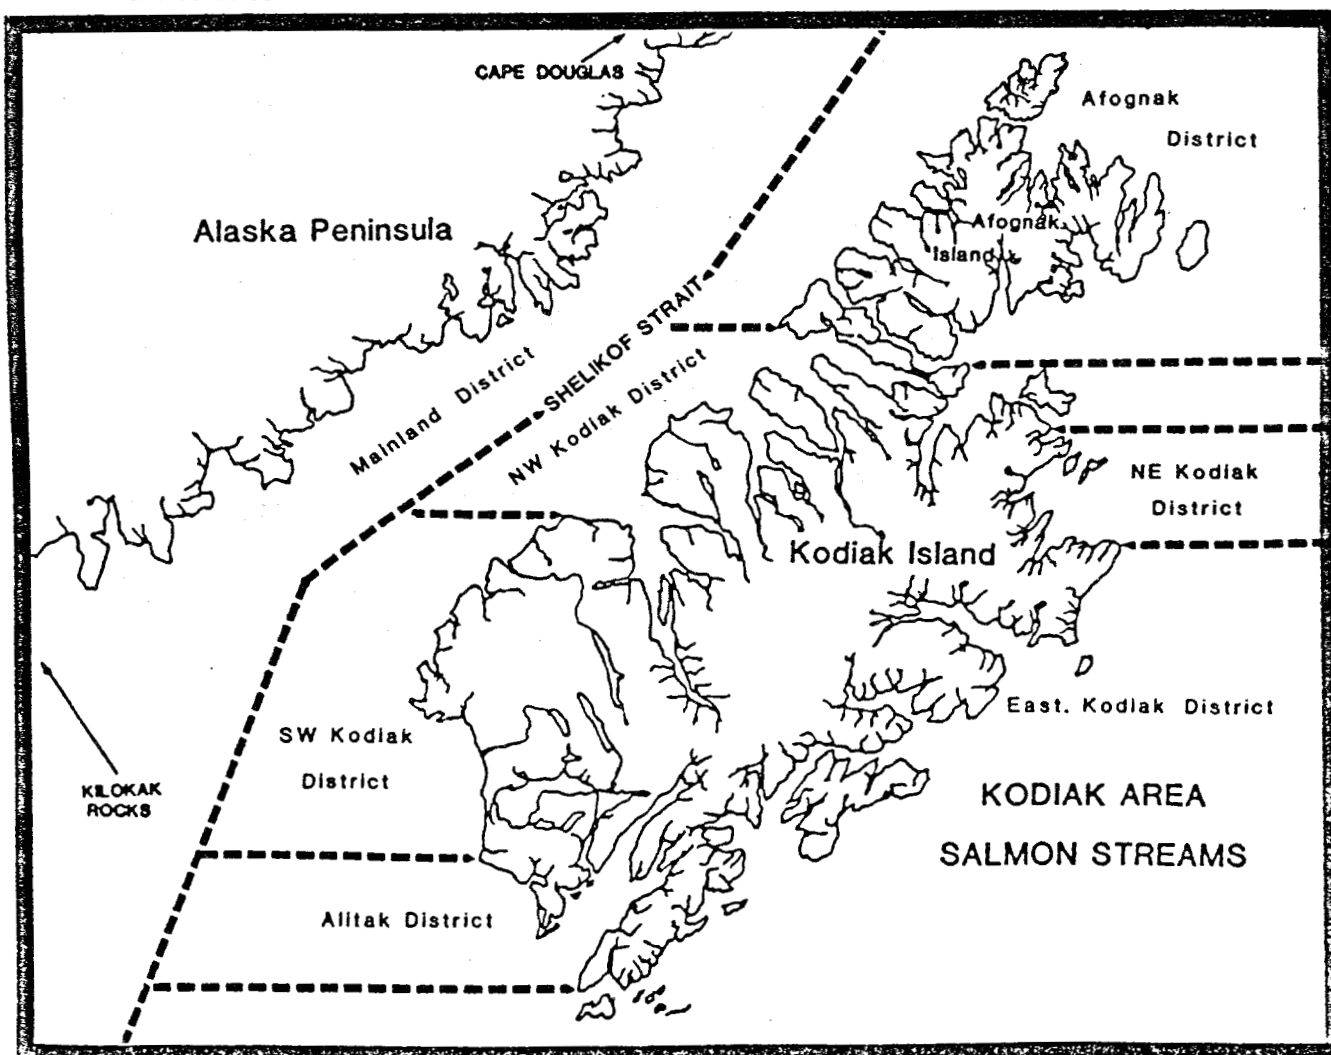 CAPE DOUGLAS
Afognak
District
Alaska Peninsula
Afognak
Island
SHELIKOF STRAIT
Mainland District
NW Kodiak District
NE Kodiak
District
Kodiak Island
East. Kodiak District
SW Kodiak
District
KILOKAK
ROCKS
KODIAK AREA
SALMON STREAMS
Alitak District